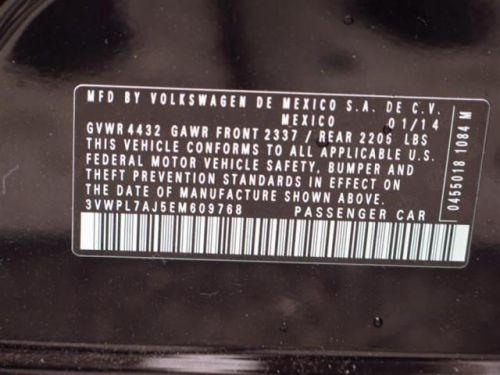 MFD BY VOLKSWAGEN DE MEXICO S.A. DE C.V.
MEXICO 01/14
GVWR 4432 GAWR FRONT 2337 / REAR 2205 LBS
THIS VEHICLE CONFORMS TO ALL APPLICABLE U.S.
FEDERAL MOTOR VEHICLE SAFETY, BUMPER AND
THEFT PREVENTION STANDARDS IN EFFECT ON
THE DATE OF MANUFACTURE SHOWN ABOVE.
3VWPL7AJ5EM609768 PASSENGER CAR
0455018 1084 M